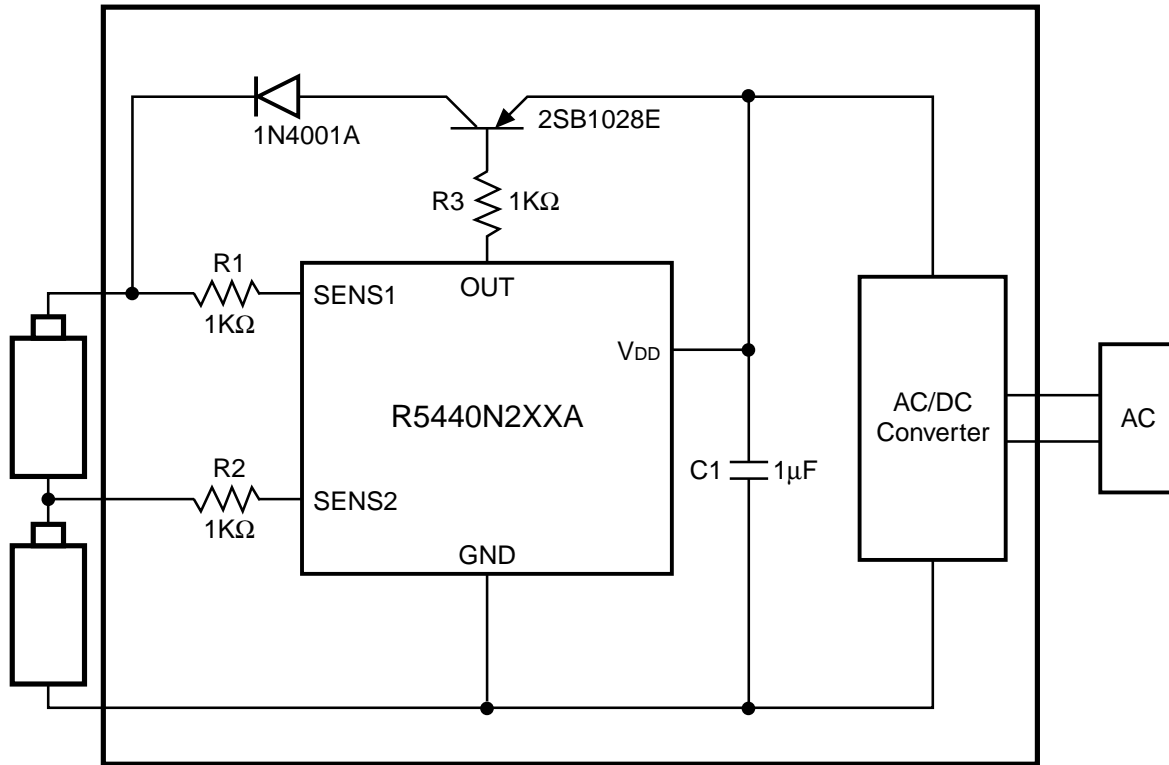 1N4001A
2SB1028E
R3
1KΩ
R1
1KΩ
SENS1
OUT
VDD
R5440N2XXA
AC/DC
Converter
AC
C1
1μF
R2
1KΩ
SENS2
GND